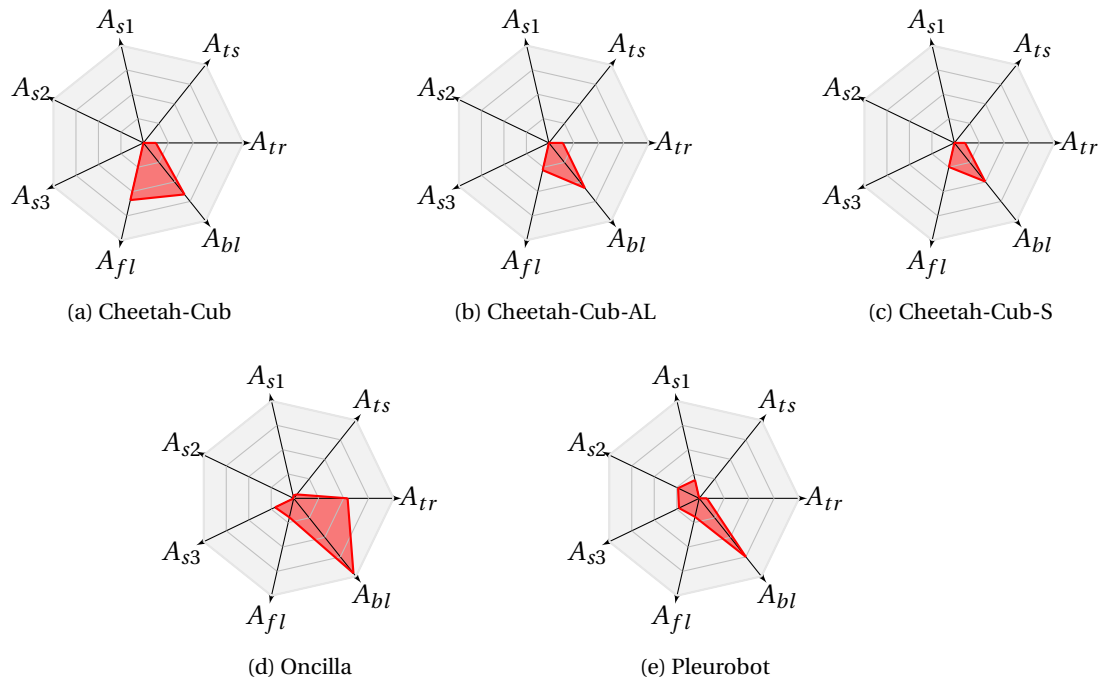 A_{s1}
A_{ts}
A_{s2}
A_{tr}
A_{s3}
A_{bl}
A_{fl}
(a) Cheetah-Cub
A_{s1}
A_{ts}
A_{s2}
A_{tr}
A_{s3}
A_{bl}
A_{fl}
(b) Cheetah-Cub-AL
A_{s1}
A_{ts}
A_{s2}
A_{tr}
A_{s3}
A_{bl}
A_{fl}
(c) Cheetah-Cub-S
A_{s1}
A_{ts}
A_{s2}
A_{tr}
A_{s3}
A_{bl}
A_{fl}
(d) Oncilla
A_{s1}
A_{ts}
A_{s2}
A_{tr}
A_{s3}
A_{bl}
A_{fl}
(e) Pleurobot